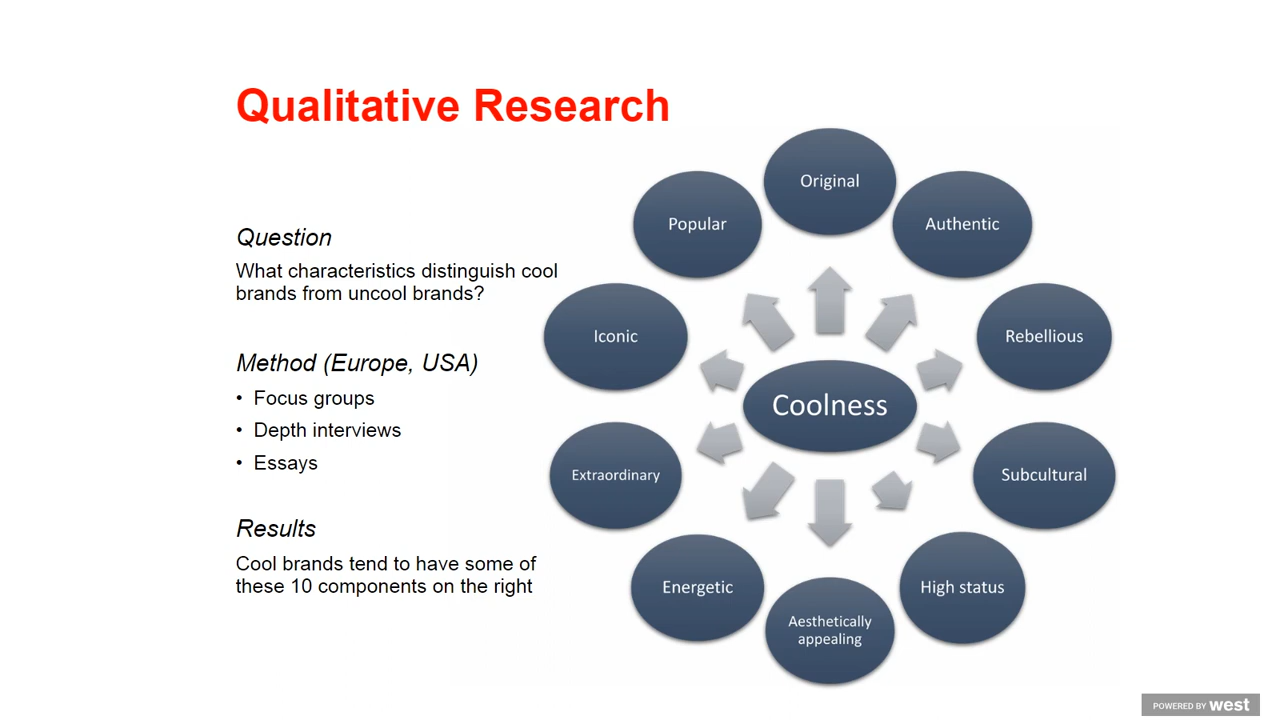 Qualitative Research
Question
What characteristics distinguish cool
brands from uncool brands?
Method (Europe, USA)
• Focus groups
• Depth interviews
• Essays
Results
Cool brands tend to have some of
these 10 components on the right
Coolness
Original
Authentic
Rebellious
Subcultural
High status
Aesthetically
appealing
Energetic
Extraordinary
Iconic
Popular
POWERED BY west